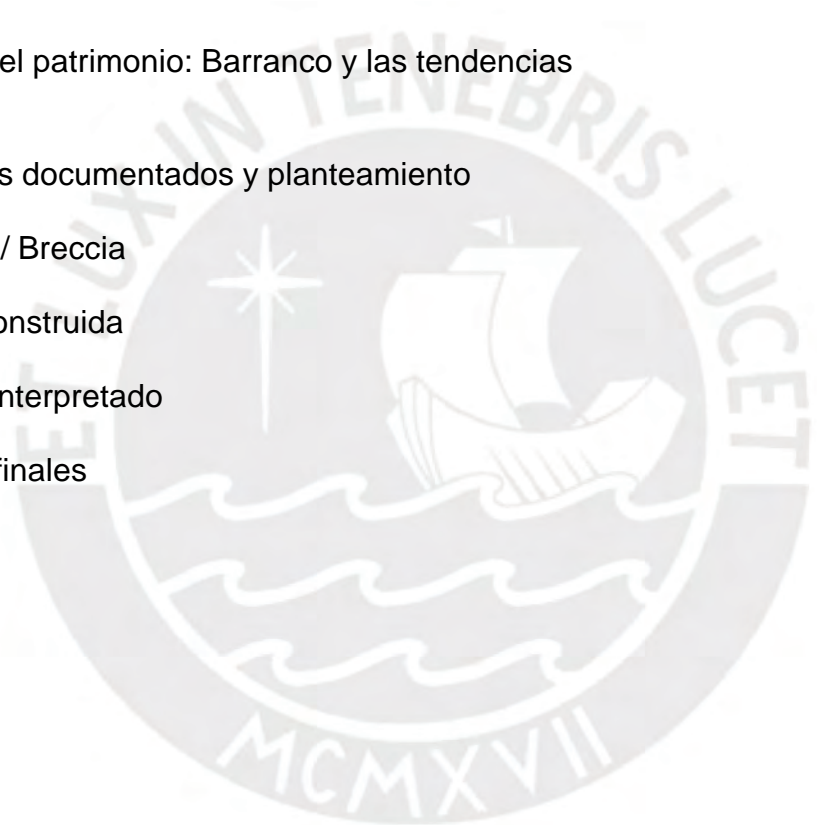 el patrimonio: Barranco y las tendencias
s documentados y planteamiento
/ Breccia
onstruida
nterpretado
finales
ET LUX IN TENEBRIS LUCET
MCMXVII